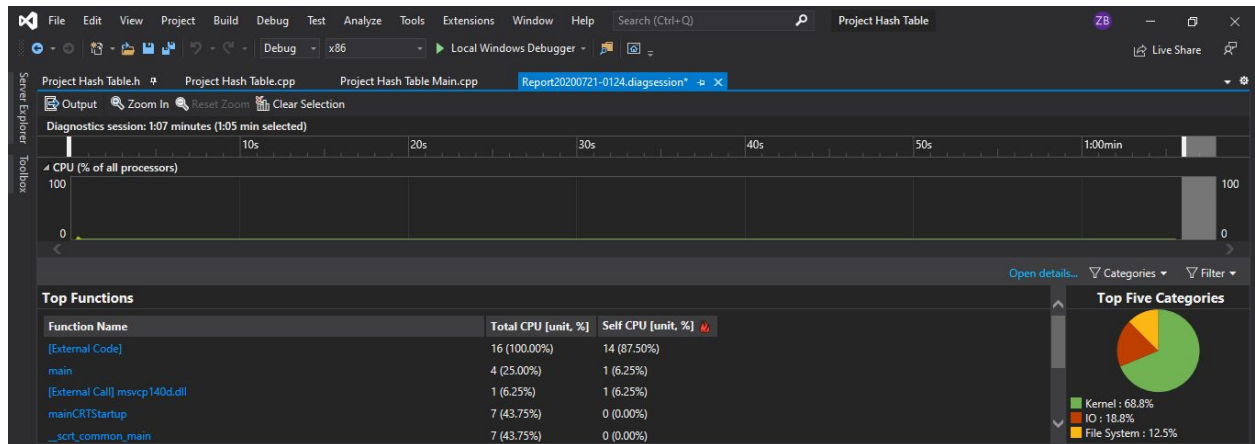 File Edit View Project Build Debug Test Analyze Tools Extensions Window Help Search (Ctrl+Q) Project Hash Table ZB
Debug x86 Local Windows Debugger Live Share
Server Explorer
Toolbox
Project Hash Table.h Project Hash Table.cpp Project Hash Table Main.cpp Report20200721-0124.diagsession*
Output Zoom In Reset Zoom Clear Selection
Diagnostics session: 1:07 minutes (1:05 min selected)
10s 20s 30s 40s 50s 1:00min
CPU (% of all processors)
100 100
0 0
Open details... Categories Filter
Top Functions
Function Name Total CPU [unit, %] Self CPU [unit, %]
[External Code] 16 (100.00%) 14 (87.50%)
main 4 (25.00%) 1 (6.25%)
[External Call] msvcp140d.dll 1 (6.25%) 1 (6.25%)
mainCRTStartup 7 (43.75%) 0 (0.00%)
__scrt_common_main 7 (43.75%) 0 (0.00%)
Top Five Categories
Kernel : 68.8%
IO : 18.8%
File System : 12.5%